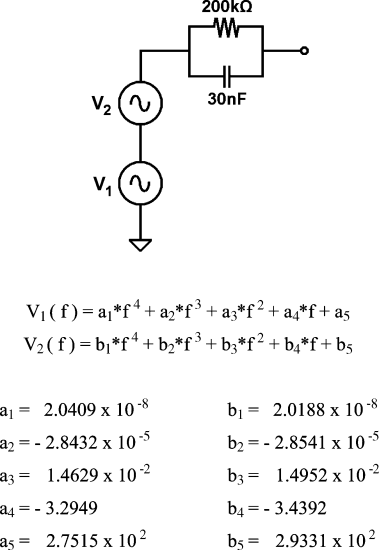 200kΩ
30nF
V₂
V₁
V₁ ( f ) = a₁*f ⁴ + a₂*f ³ + a₃*f ² + a₄*f + a₅
V₂ ( f ) = b₁*f ⁴ + b₂*f ³ + b₃*f ² + b₄*f + b₅
a₁ = 2.0409 x 10 ⁻⁸ b₁ = 2.0188 x 10 ⁻⁸
a₂ = - 2.8432 x 10 ⁻⁵ b₂ = - 2.8541 x 10 ⁻⁵
a₃ = 1.4629 x 10 ⁻² b₃ = 1.4952 x 10 ⁻²
a₄ = - 3.2949 b₄ = - 3.4392
a₅ = 2.7515 x 10 ² b₅ = 2.9331 x 10 ²